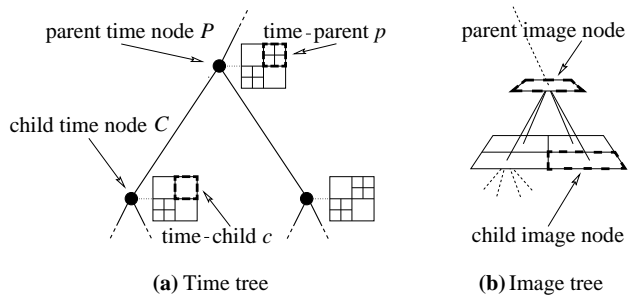 parent time node P
time-parent p
child time node C
time-child c
(a) Time tree
parent image node
child image node
(b) Image tree